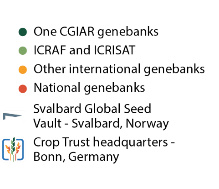 One CGIAR genebanks
ICRAF and ICRISAT
Other international genebanks
National genebanks
Svalbard Global Seed
Vault - Svalbard, Norway
Crop Trust headquarters -
Bonn, Germany